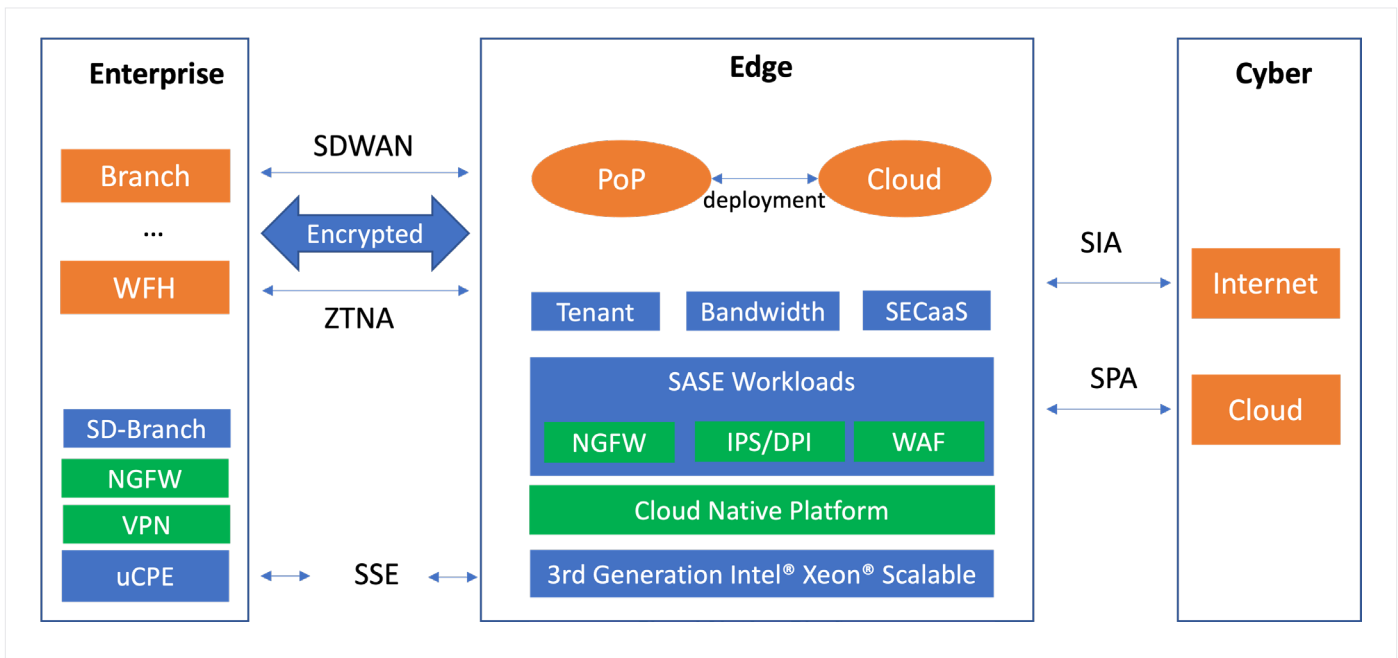 Enterprise
Branch
...
WFH
SD-Branch
NGFW
VPN
uCPE
SDWAN
Encrypted
ZTNA
SSE
Edge
PoP
deployment
Cloud
Tenant
Bandwidth
SECaaS
SASE Workloads
NGFW
IPS/DPI
WAF
Cloud Native Platform
3rd Generation Intel® Xeon® Scalable
SIA
SPA
Cyber
Internet
Cloud